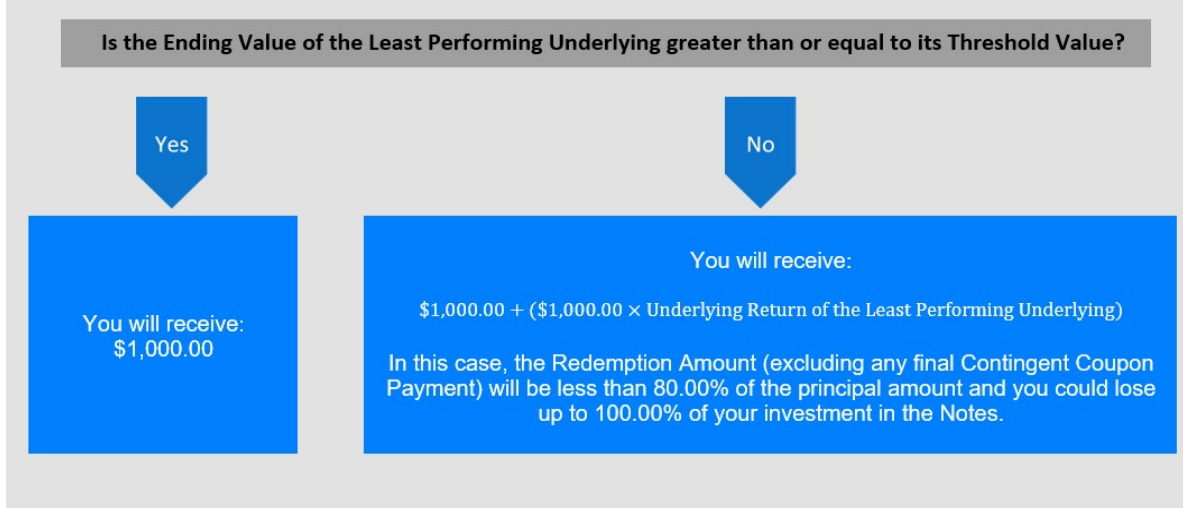 Is the Ending Value of the Least Performing Underlying greater than or equal to its Threshold Value?
Yes
No
You will receive:
$1,000.00
You will receive:
$1,000.00 + ($1,000.00 × Underlying Return of the Least Performing Underlying)
In this case, the Redemption Amount (excluding any final Contingent Coupon
Payment) will be less than 80.00% of the principal amount and you could lose
up to 100.00% of your investment in the Notes.